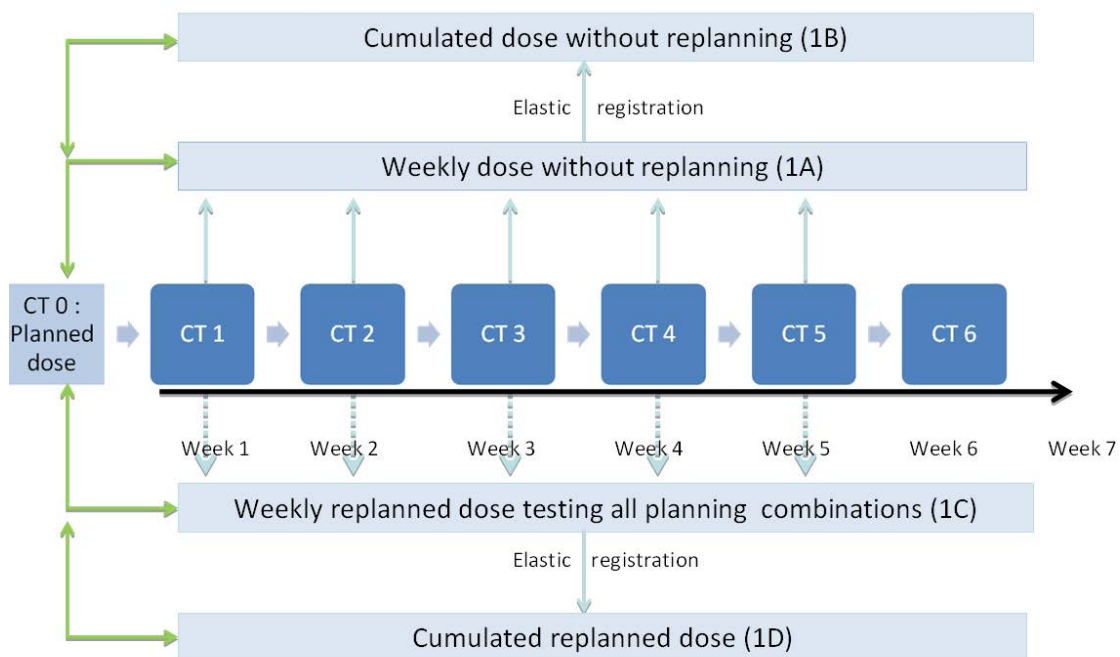 Cumulated dose without replanning (1B)
Elastic registration
Weekly dose without replanning (1A)
CT 0 :
Planned
dose
CT 1
CT 2
CT 3
CT 4
CT 5
CT 6
Week 1
Week 2
Week 3
Week 4
Week 5
Week 6
Week 7
Weekly replanned dose testing all planning combinations (1C)
Elastic registration
Cumulated replanned dose (1D)